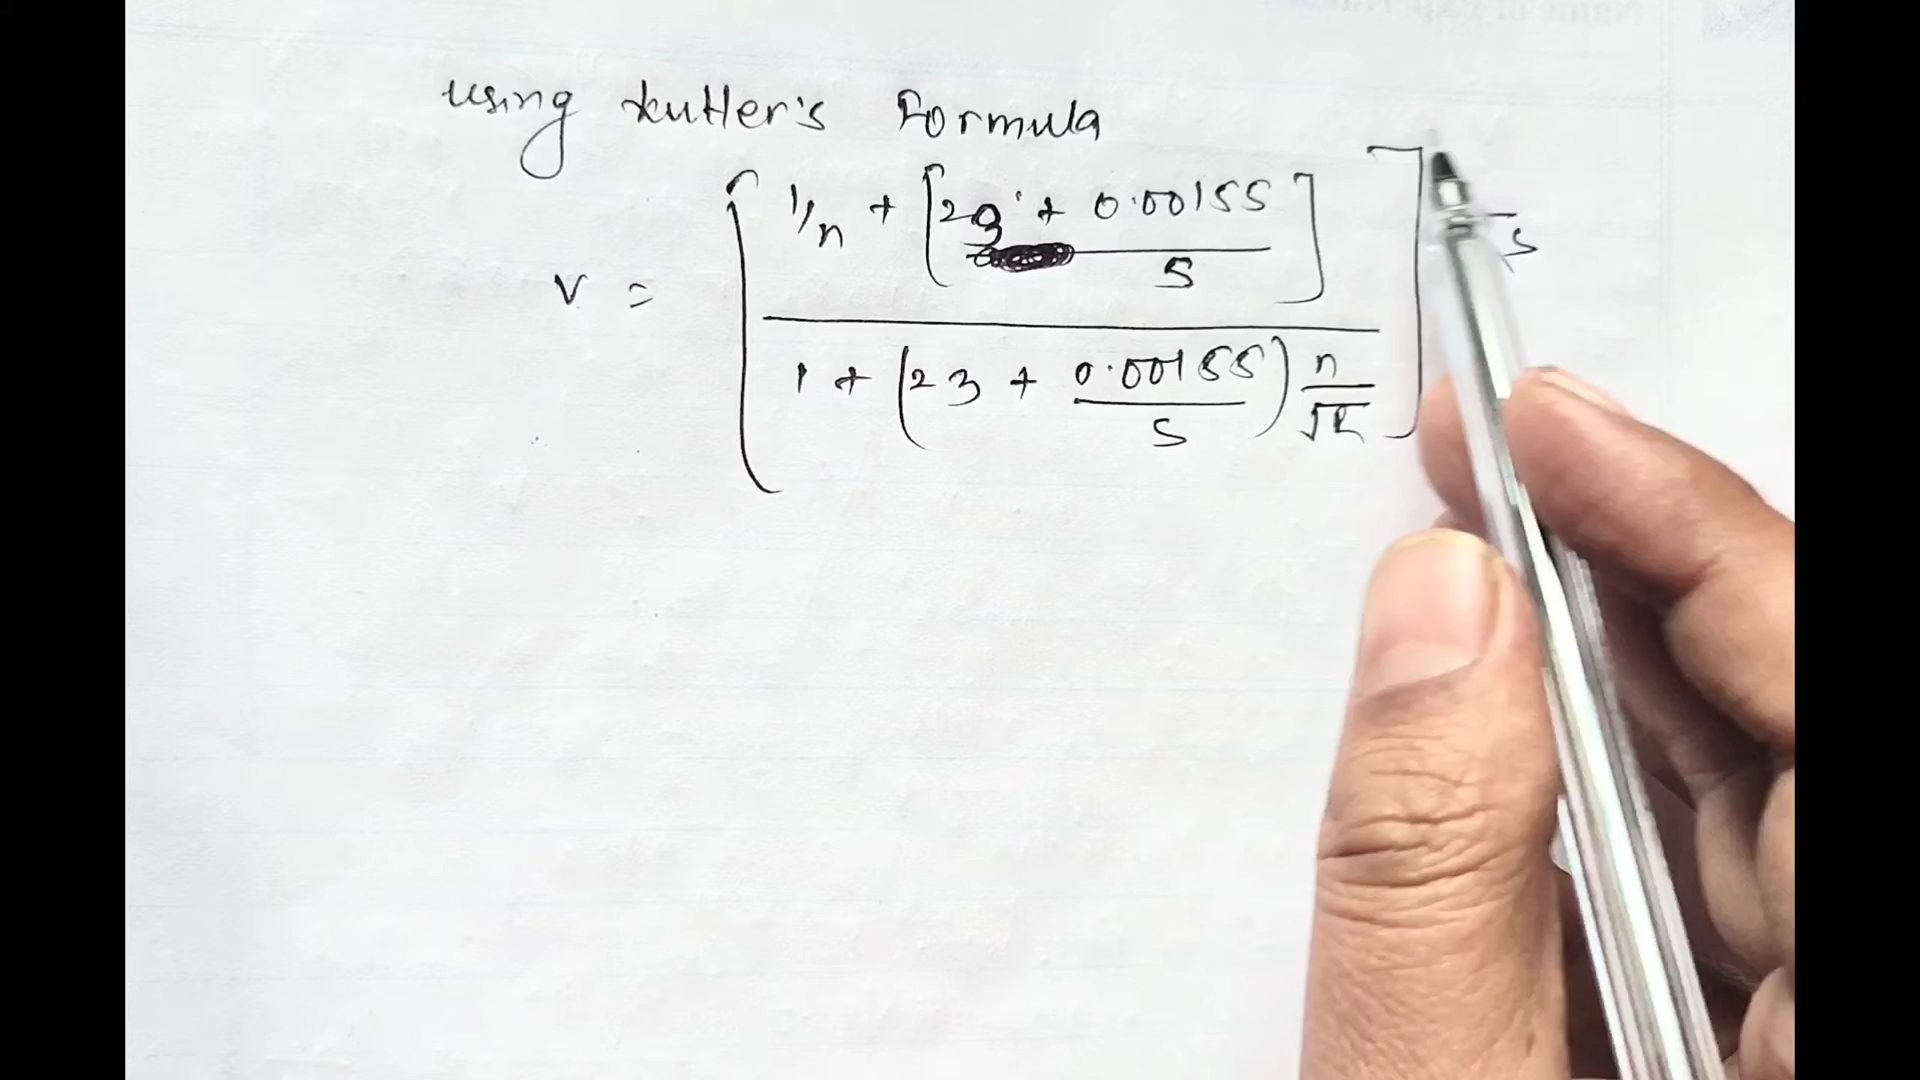 using kutter's Formula
v = [ 1/n + [ 23 + 0.00155 / S ]
1 + ( 23 + 0.00155 / S ) n / √R ] S